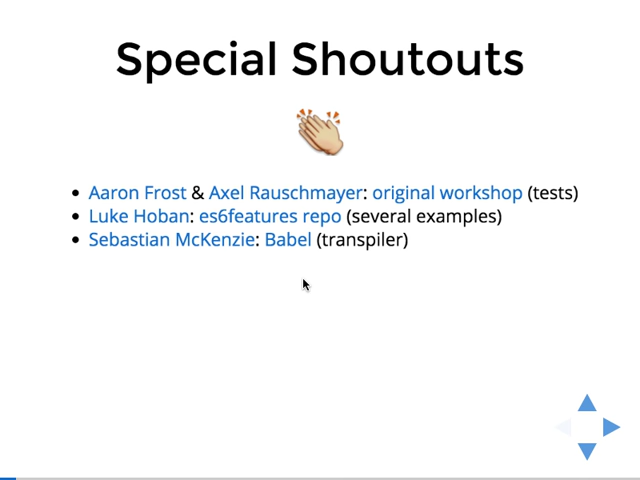 Special Shoutouts
• Aaron Frost & Axel Rauschmayer: original workshop (tests)
• Luke Hoban: es6features repo (several examples)
• Sebastian McKenzie: Babel (transpiler)